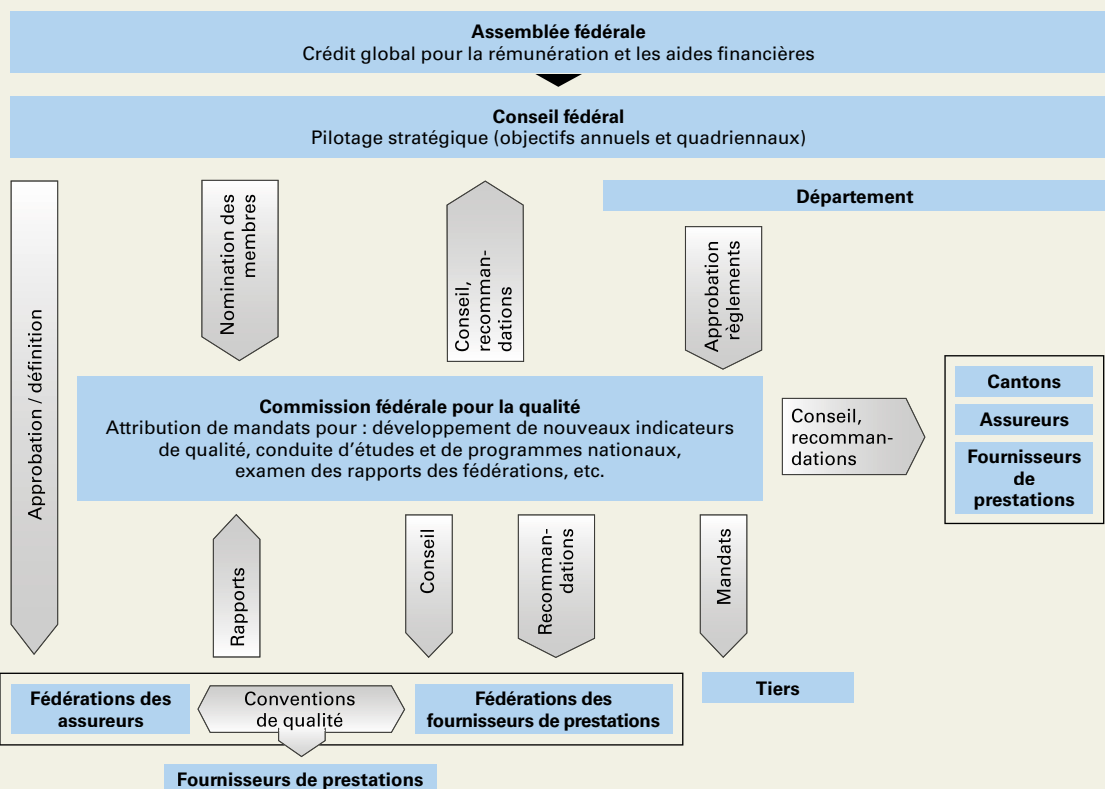 Assemblée fédérale
Crédit global pour la rémunération et les aides financières
Conseil fédéral
Pilotage stratégique (objectifs annuels et quadriennaux)
Département
Approbation / définition
Nomination des
membres
Conseil,
recomman-
dations
Approbation
règlements
Commission fédérale pour la qualité
Attribution de mandats pour : développement de nouveaux indicateurs
de qualité, conduite d’études et de programmes nationaux,
examen des rapports des fédérations, etc.
Conseil,
recomman-
dations
Cantons
Assureurs
Fournisseurs
de
prestations
Rapports
Conseil
Recomman-
dations
Mandats
Fédérations des
assureurs
Conventions
de qualité
Fédérations des
fournisseurs de prestations
Tiers
Fournisseurs de prestations